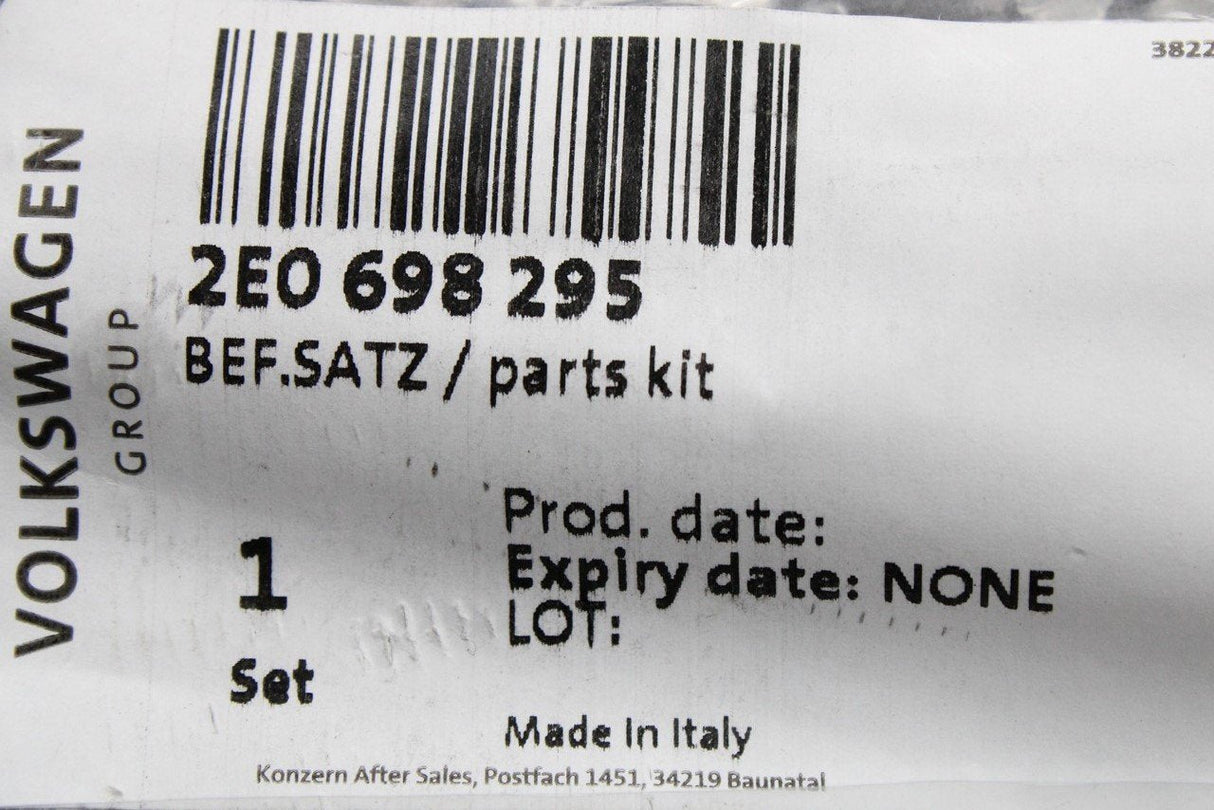 3822
VOLKSWAGEN
GROUP
2E0 698 295
BEF.SATZ / parts kit
1
Set
Prod. date:
Expiry date: NONE
LOT:
Made In Italy
Konzern After Sales, Postfach 1451, 34219 Baunatal